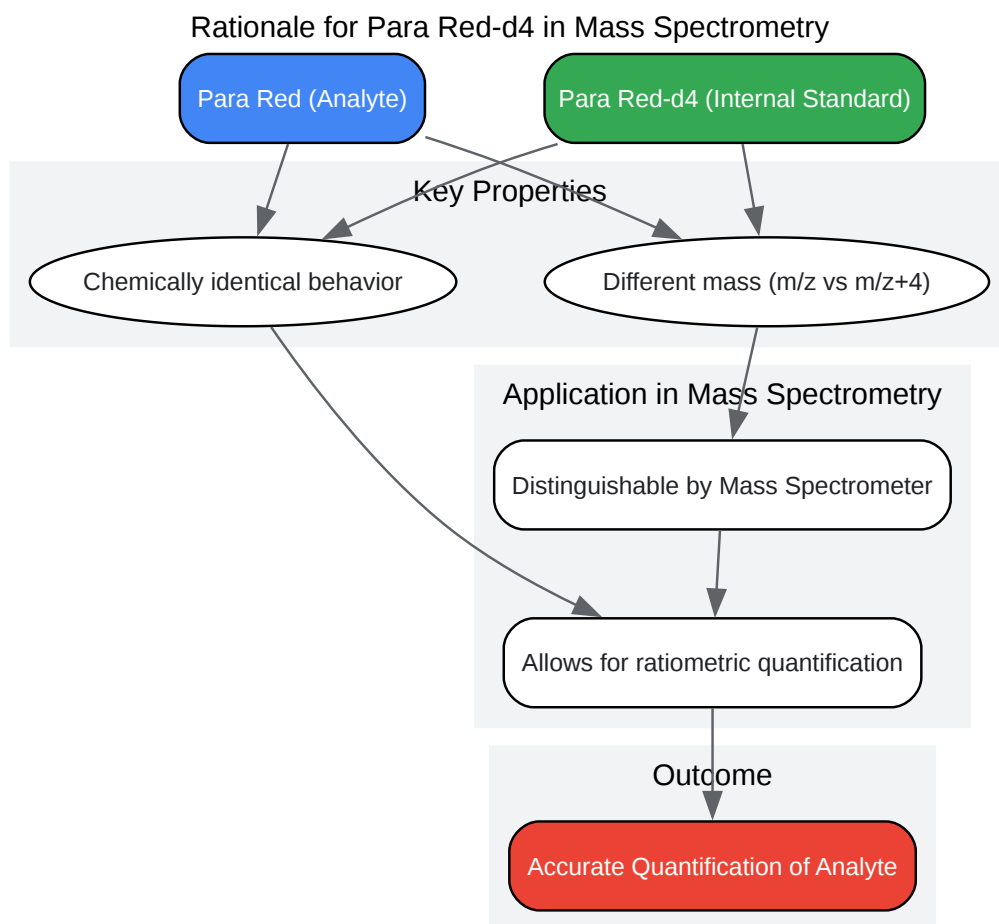 Rationale for Para Red-d4 in Mass Spectrometry
Para Red (Analyte)
Para Red-d4 (Internal Standard)
Key Properties
Chemically identical behavior
Different mass (m/z vs m/z+4)
Application in Mass Spectrometry
Distinguishable by Mass Spectrometer
Allows for ratiometric quantification
Outcome
Accurate Quantification of Analyte